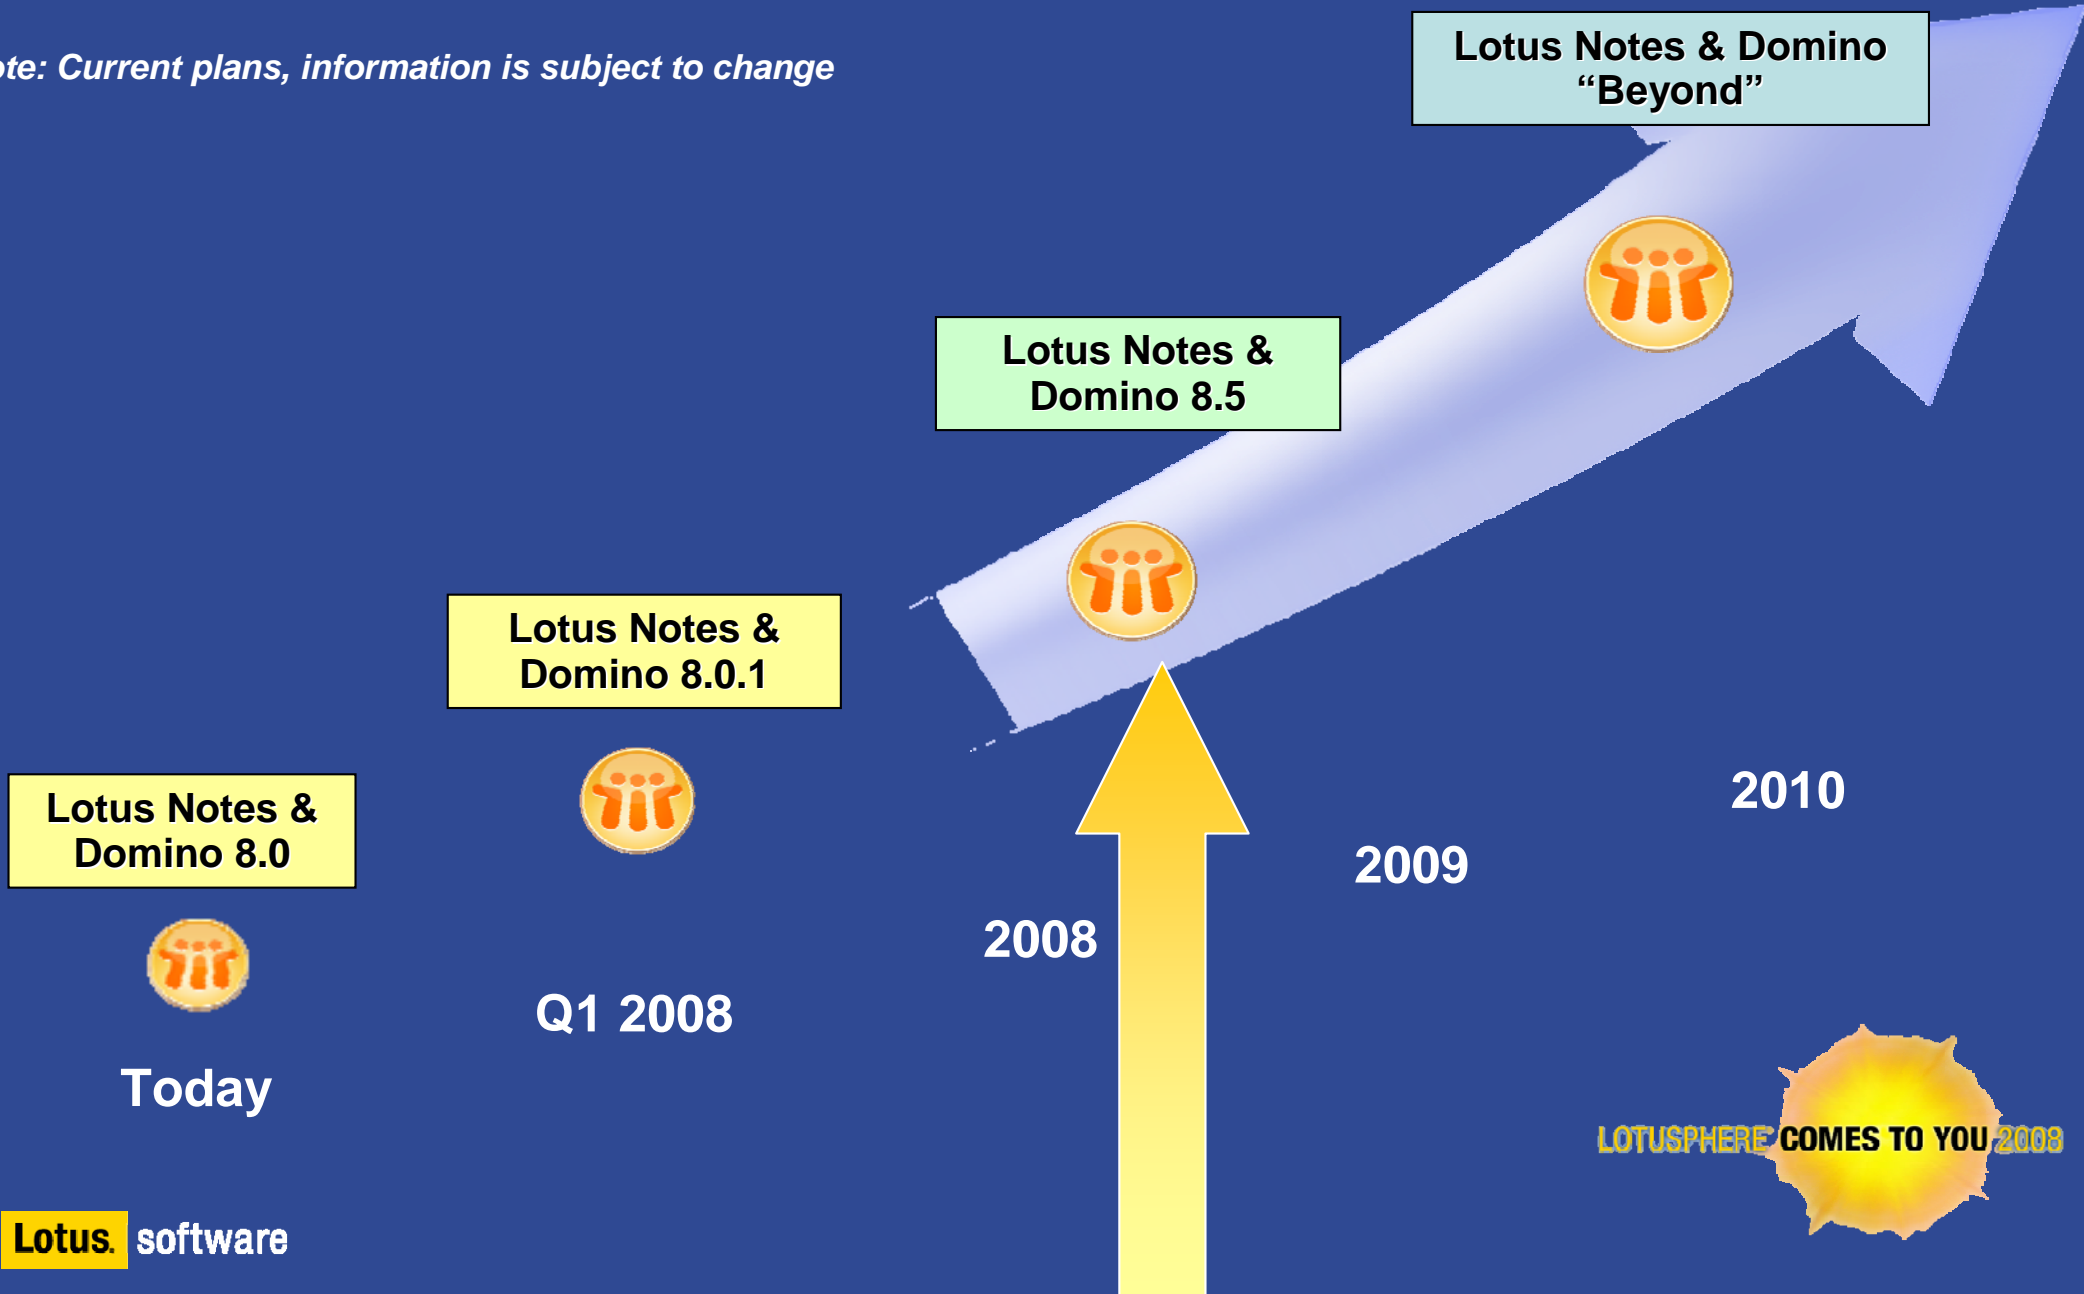 ote: Current plans, information is subject to change
Lotus Notes & Domino
“Beyond”
Lotus Notes &
Domino 8.5
Lotus Notes &
Domino 8.0.1
Lotus Notes &
Domino 8.0
2010
2009
2008
Q1 2008
Today
LOTUSPHERE COMES TO YOU 2008
Lotus. software